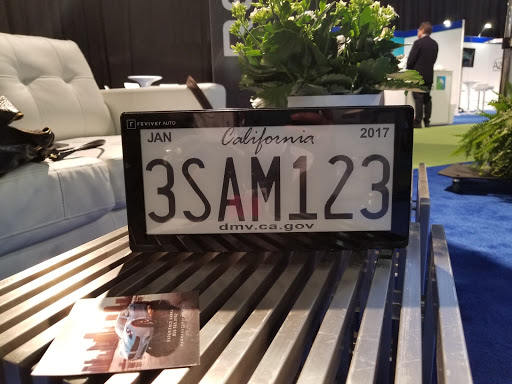 r reviver AUTO
JAN California 2017
3SAM123
dmv.ca.gov